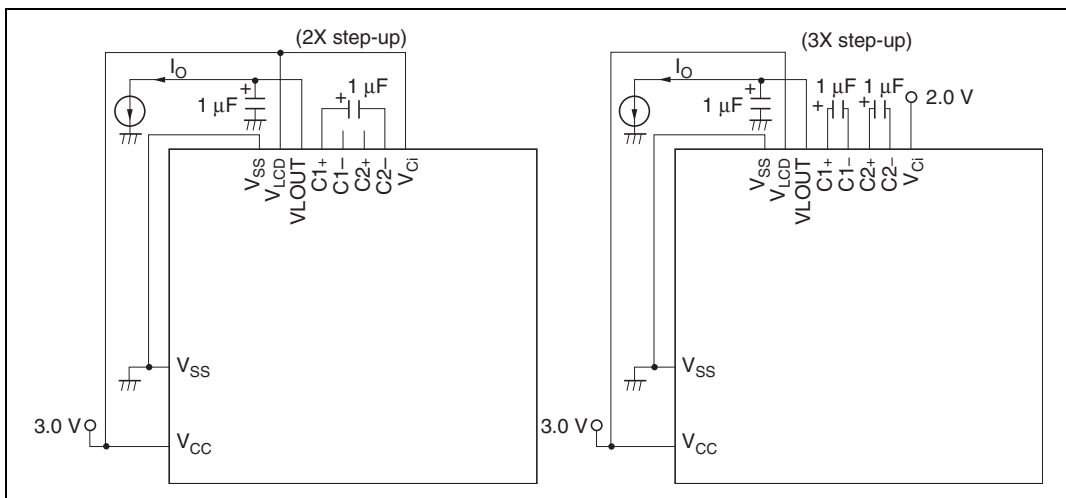 (2X step-up)
IO
+
1 μF
+
1 μF
VSS
VLCD
VLOUT
C1+
C1−
C2+
C2−
VCi
VSS
3.0 V
VCC
(3X step-up)
IO
+
1 μF
+
1 μF
+
1 μF
2.0 V
VSS
VLCD
VLOUT
C1+
C1−
C2+
C2−
VCi
VSS
3.0 V
VCC